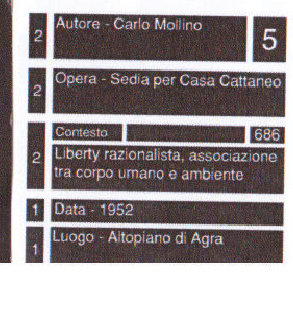 2 Autore - Carlo Mollino 5
2 Opera - Sedia per Casa Cattaneo
Contesto 686
2 Liberty razionalista, associazione
tra corpo umano e ambiente
1 Data - 1952
1 Luogo - Altopiano di Agra